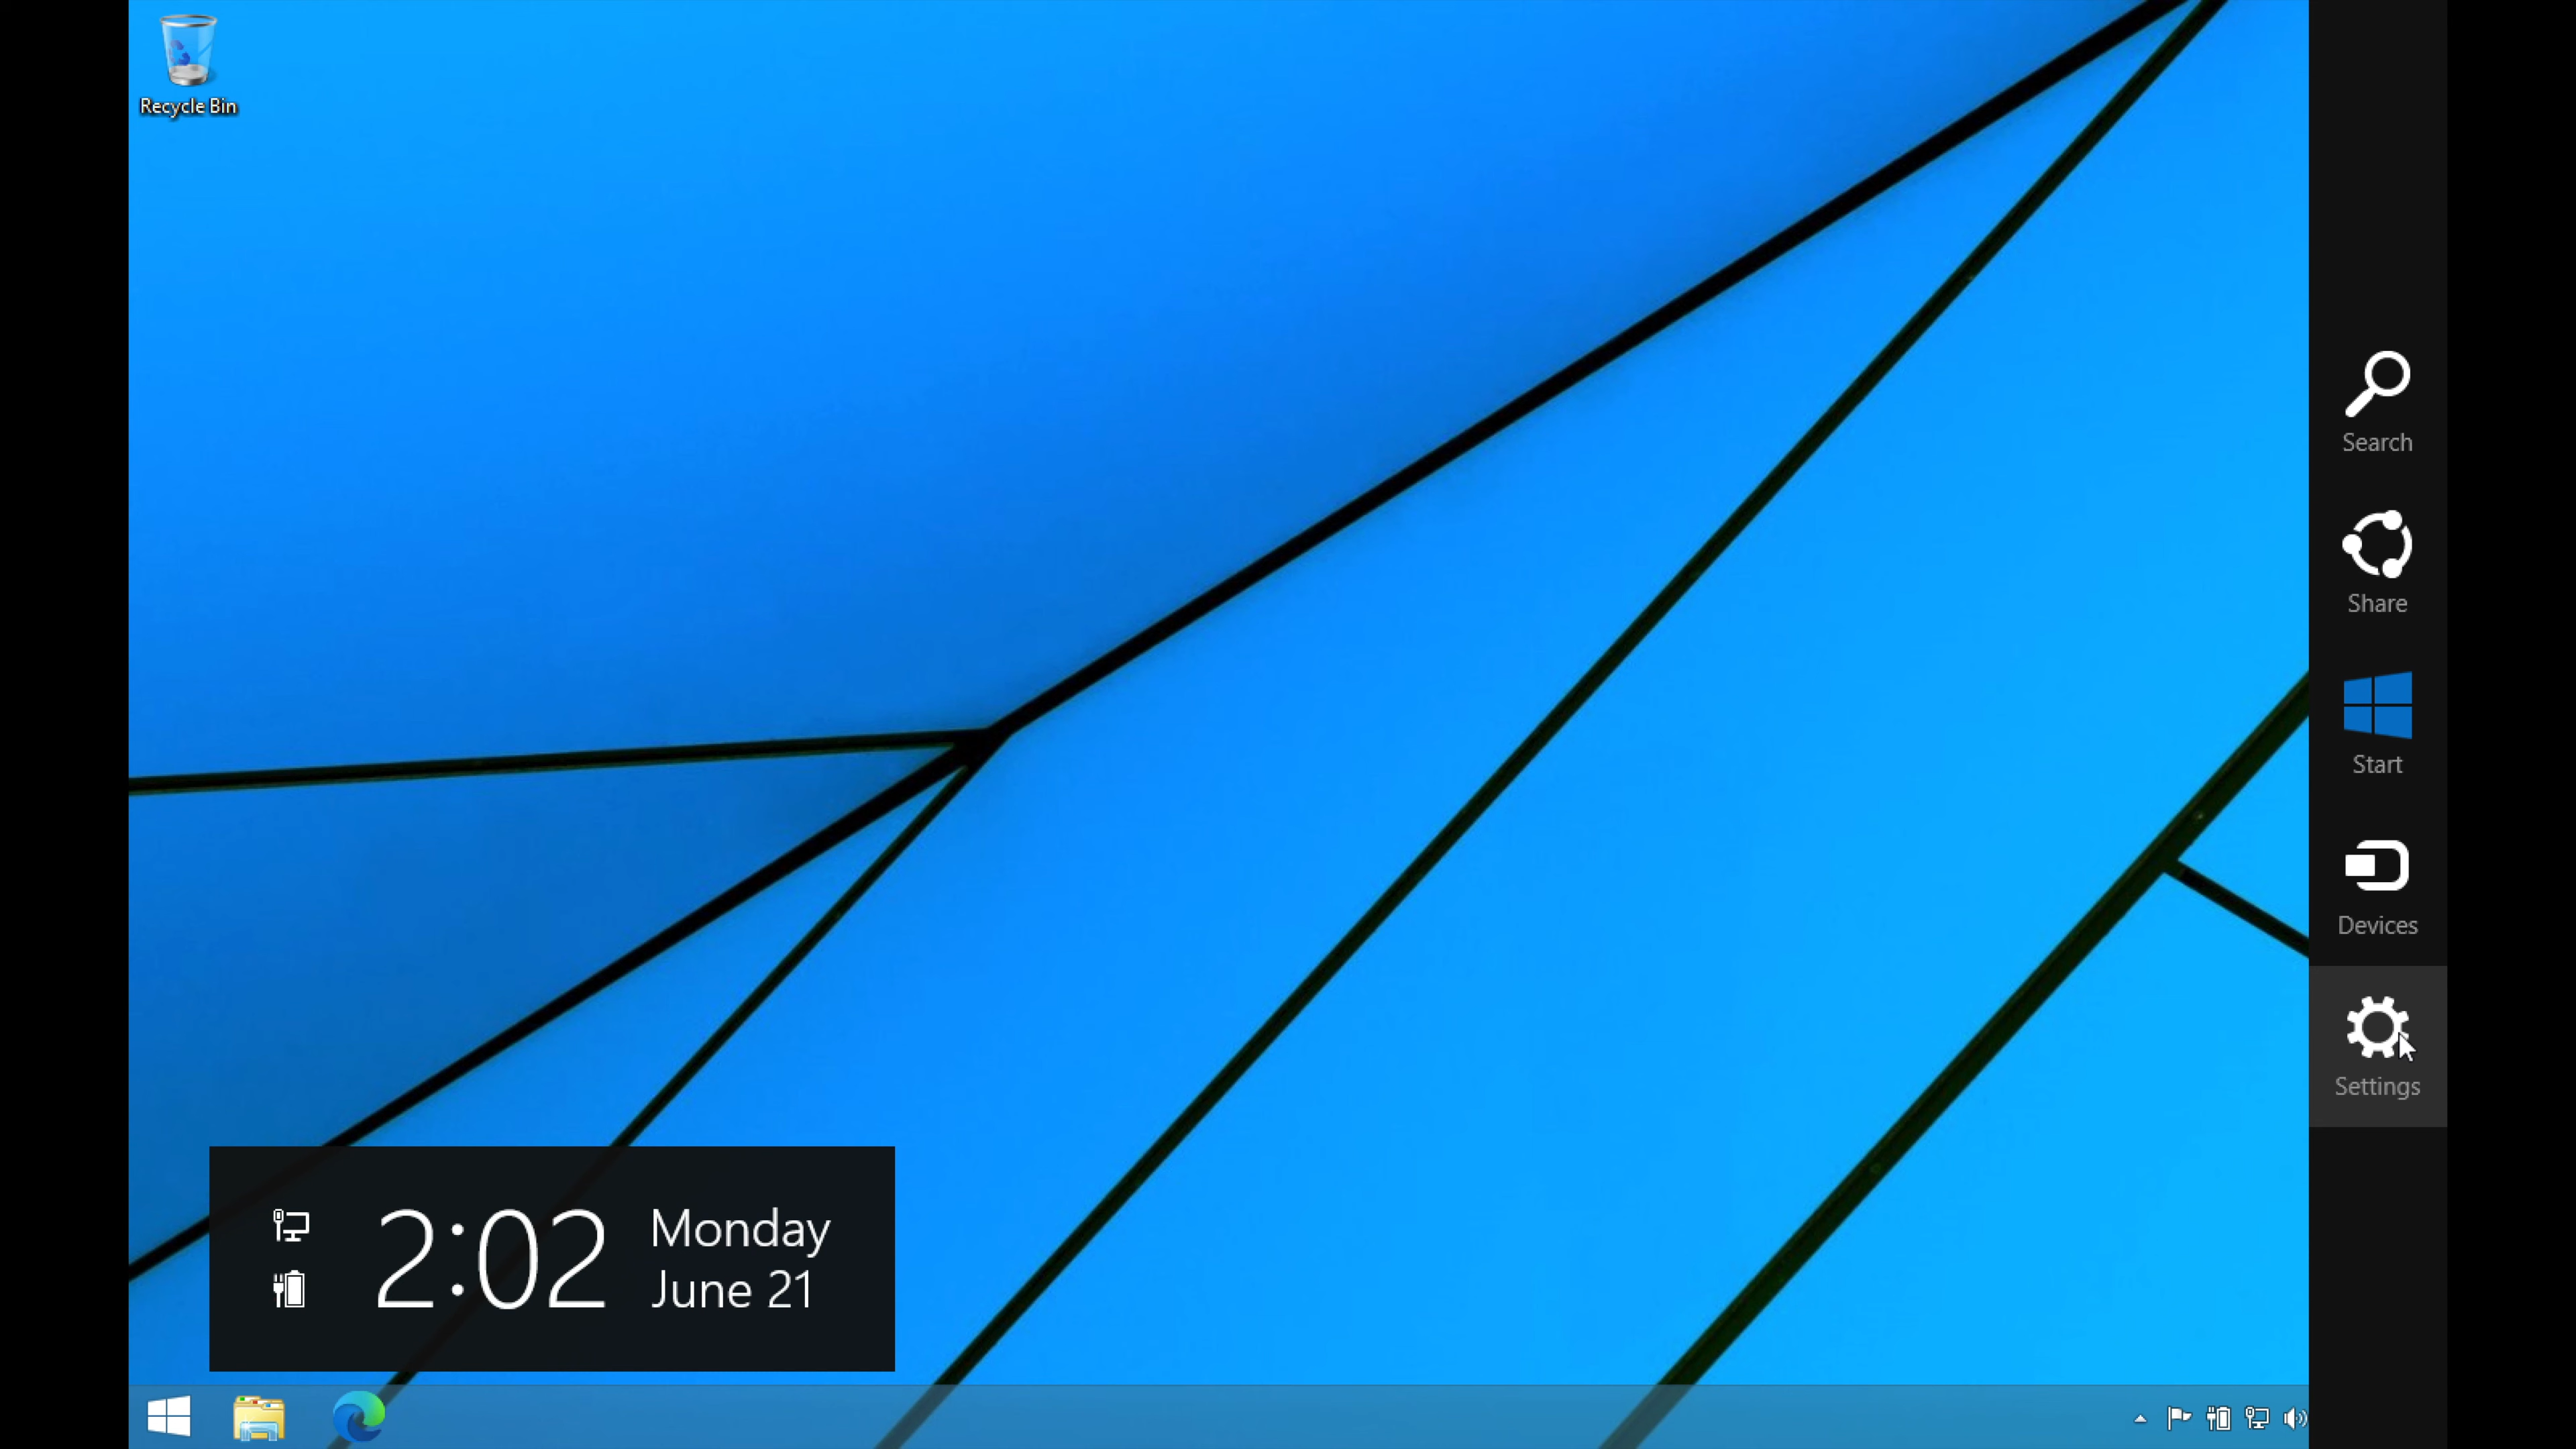 Recycle Bin
Search
Share
Start
Devices
Settings
2:02
Monday
June 21